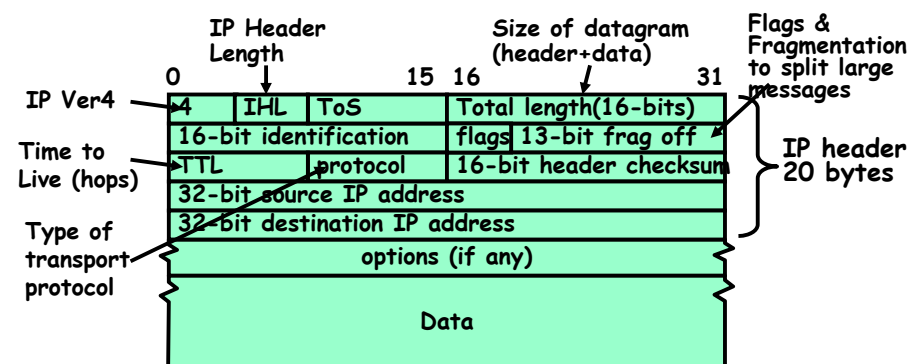 IP Header
Length
Size of datagram
(header+data)
Flags &
Fragmentation
to split large
messages
0 15 16 31
IP Ver4
4 IHL ToS Total length(16-bits)
16-bit identification flags 13-bit frag off
Time to
Live (hops)
TTL protocol 16-bit header checksum
IP header
20 bytes
32-bit source IP address
32-bit destination IP address
Type of
transport
protocol
options (if any)
Data